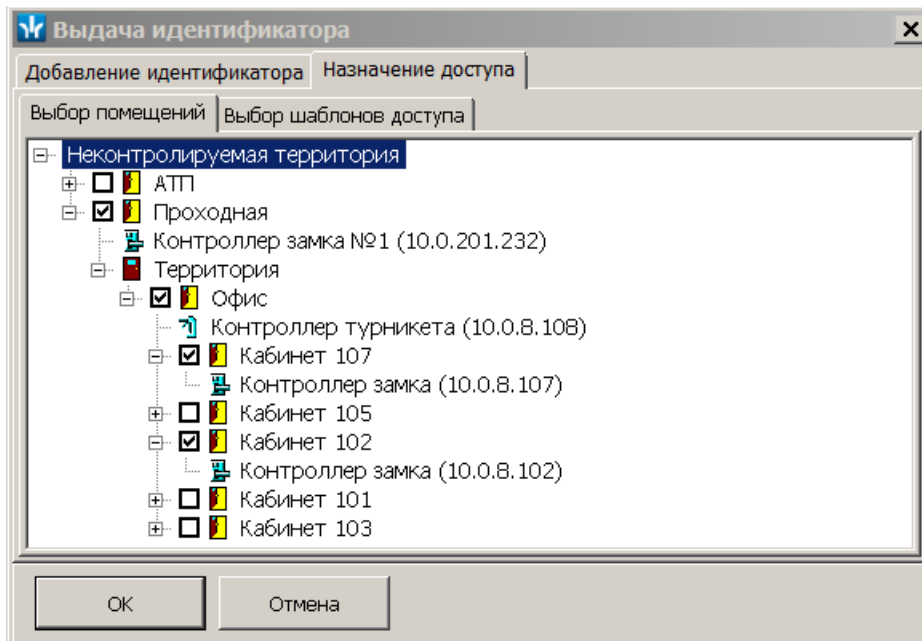 Выдача идентификатора
Добавление идентификатора Назначение доступа
Выбор помещений Выбор шаблонов доступа
Неконтролируемая территория
АТП
Проходная
Контроллер замка №1 (10.0.201.232)
Территория
Офис
Контроллер турникета (10.0.8.108)
Кабинет 107
Контроллер замка (10.0.8.107)
Кабинет 105
Кабинет 102
Контроллер замка (10.0.8.102)
Кабинет 101
Кабинет 103
ОК Отмена